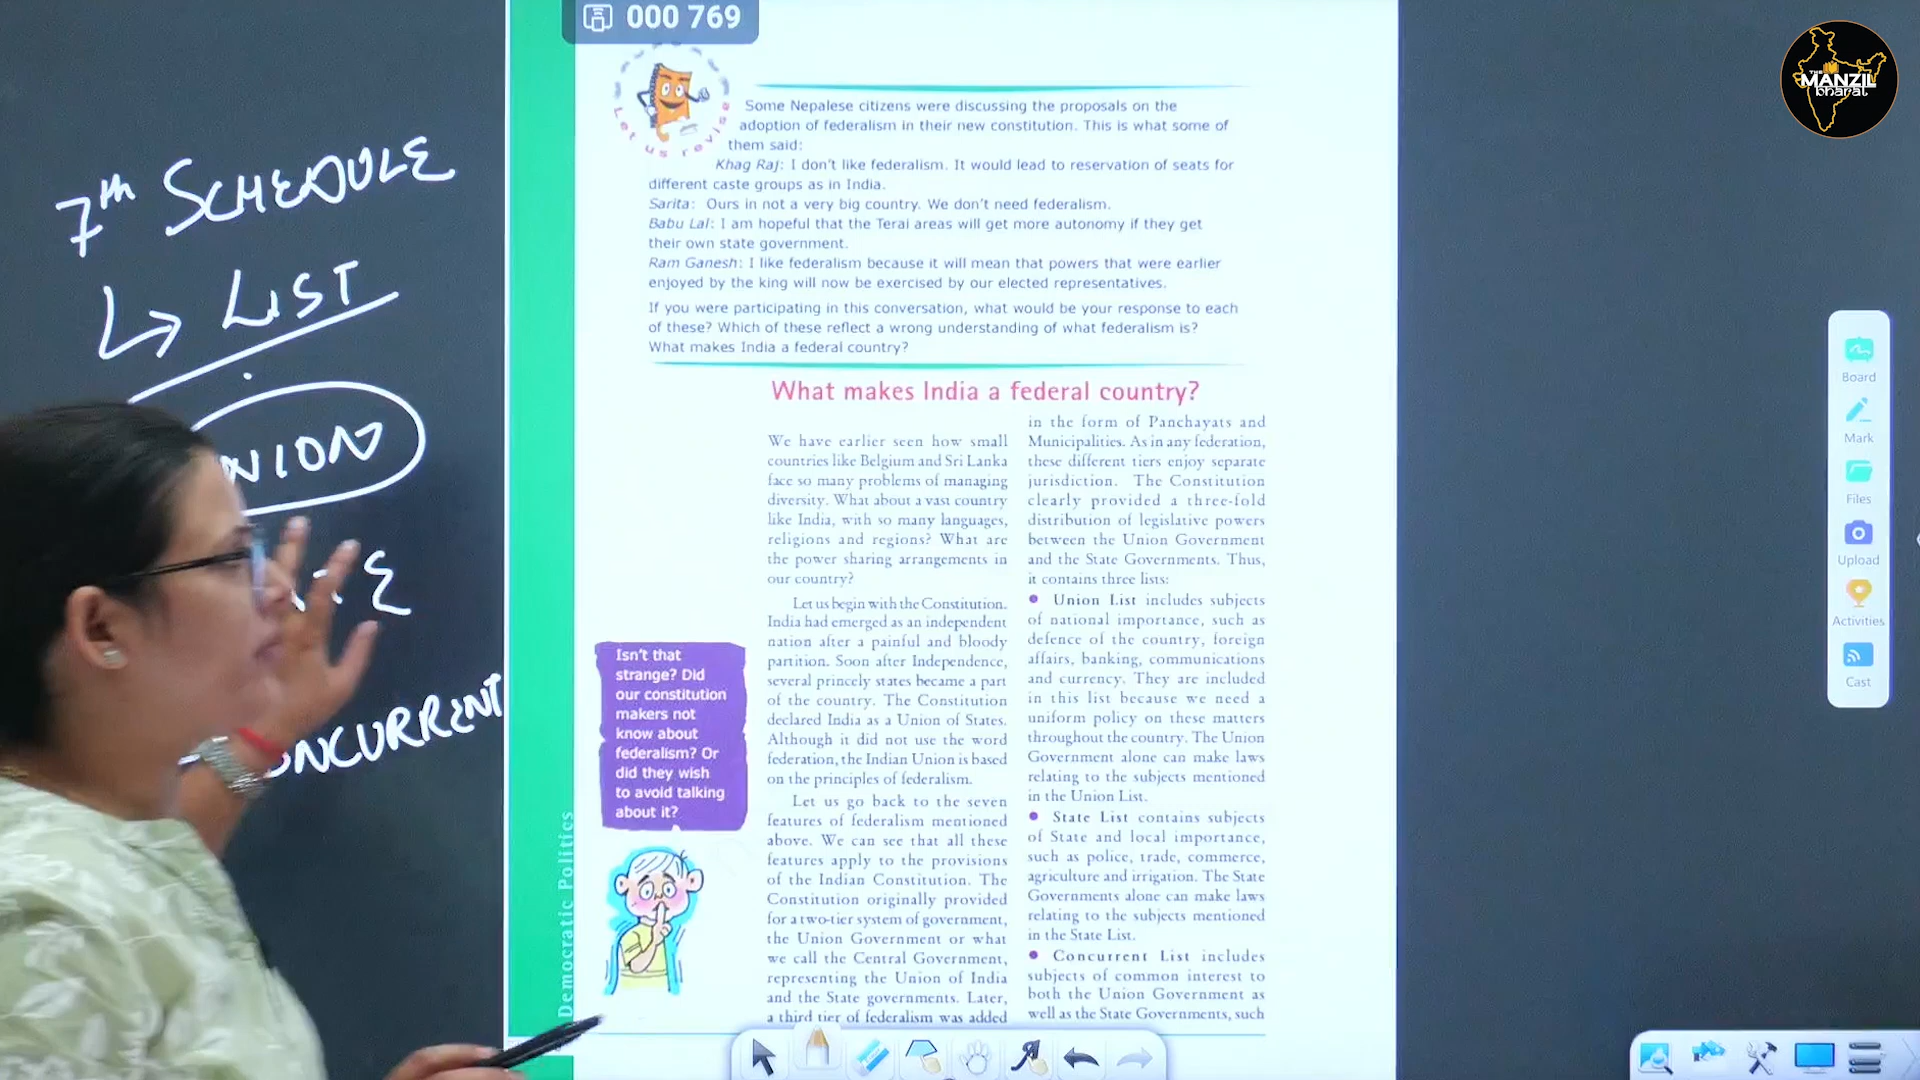 000 769
THE
MANZIL
bharat
7th SCHEDULE
↳ LIST
NION
E
ONCURRENT
Let us revise
Some Nepalese citizens were discussing the proposals on the
adoption of federalism in their new constitution. This is what some of
them said:
Khag Raj: I don't like federalism. It would lead to reservation of seats for
different caste groups as in India.
Sarita: Ours in not a very big country. We don't need federalism.
Babu Lal: I am hopeful that the Terai areas will get more autonomy if they get
their own state government.
Ram Ganesh: I like federalism because it will mean that powers that were earlier
enjoyed by the king will now be exercised by our elected representatives.
If you were participating in this conversation, what would be your response to each
of these? Which of these reflect a wrong understanding of what federalism is?
What makes India a federal country?
What makes India a federal country?
We have earlier seen how small
countries like Belgium and Sri Lanka
face so many problems of managing
diversity. What about a vast country
like India, with so many languages,
religions and regions? What are
the power sharing arrangements in
our country?
Let us begin with the Constitution.
India had emerged as an independent
nation after a painful and bloody
partition. Soon after Independence,
several princely states became a part
of the country. The Constitution
declared India as a Union of States.
Although it did not use the word
federation, the Indian Union is based
on the principles of federalism.
Let us go back to the seven
features of federalism mentioned
above. We can see that all these
features apply to the provisions
of the Indian Constitution. The
Constitution originally provided
for a two-tier system of government,
the Union Government or what
we call the Central Government,
representing the Union of India
and the State governments. Later,
a third tier of federalism was added
in the form of Panchayats and
Municipalities. As in any federation,
these different tiers enjoy separate
jurisdiction. The Constitution
clearly provided a three-fold
distribution of legislative powers
between the Union Government
and the State Governments. Thus,
it contains three lists:
● Union List includes subjects
of national importance, such as
defence of the country, foreign
affairs, banking, communications
and currency. They are included
in this list because we need a
uniform policy on these matters
throughout the country. The Union
Government alone can make laws
relating to the subjects mentioned
in the Union List.
● State List contains subjects
of State and local importance,
such as police, trade, commerce,
agriculture and irrigation. The State
Governments alone can make laws
relating to the subjects mentioned
in the State List.
● Concurrent List includes
subjects of common interest to
both the Union Government as
well as the State Governments, such
Isn't that
strange? Did
our constitution
makers not
know about
federalism? Or
did they wish
to avoid talking
about it?
Democratic Politics
Board
Mark
Files
Upload
Activities
Cast